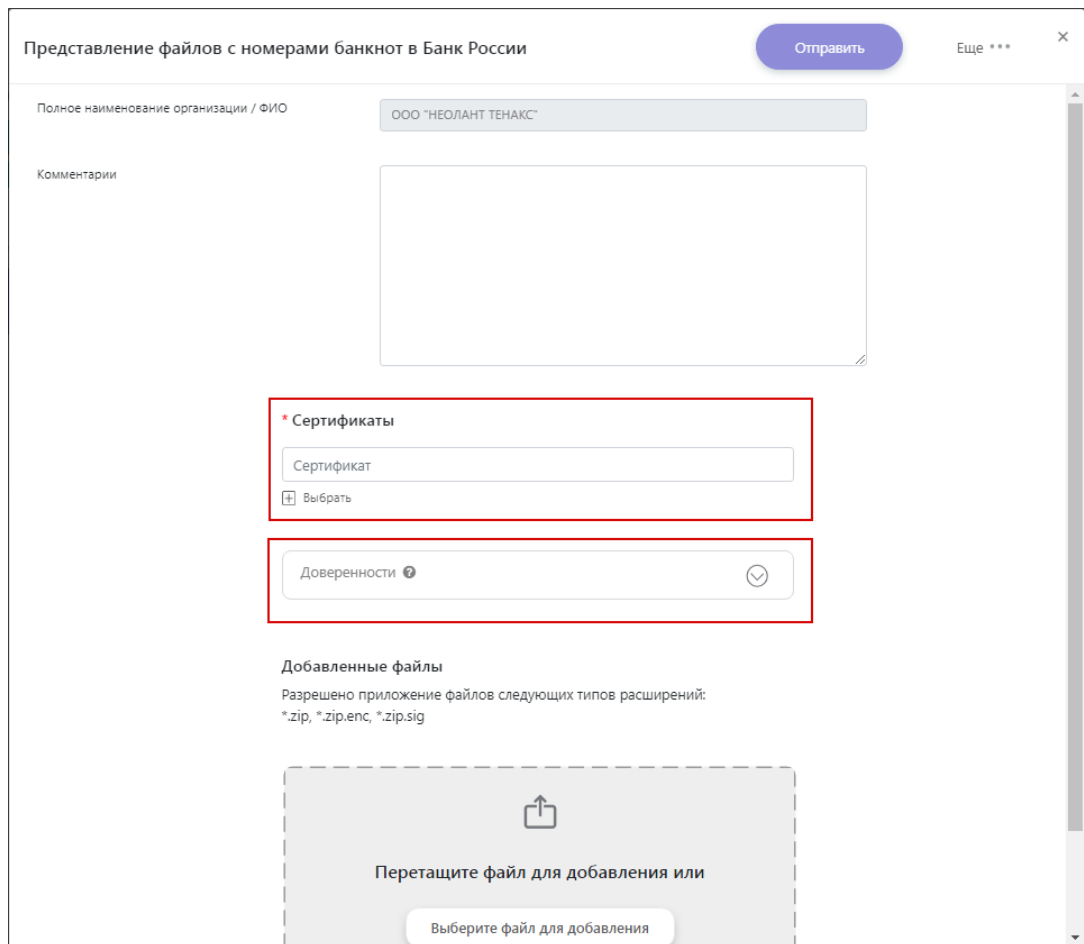 Представление файлов с номерами банкнот в Банк России
Отправить
Еще •••
×
Полное наименование организации / ФИО
ООО "НЕОЛАНТ ТЕНАКС"
Комментарии
* Сертификаты
Сертификат
Выбрать
Доверенности ?
Добавленные файлы
Разрешено приложение файлов следующих типов расширений:
*.zip, *.zip.enc, *.zip.sig
Перетащите файл для добавления или
Выберите файл для добавления